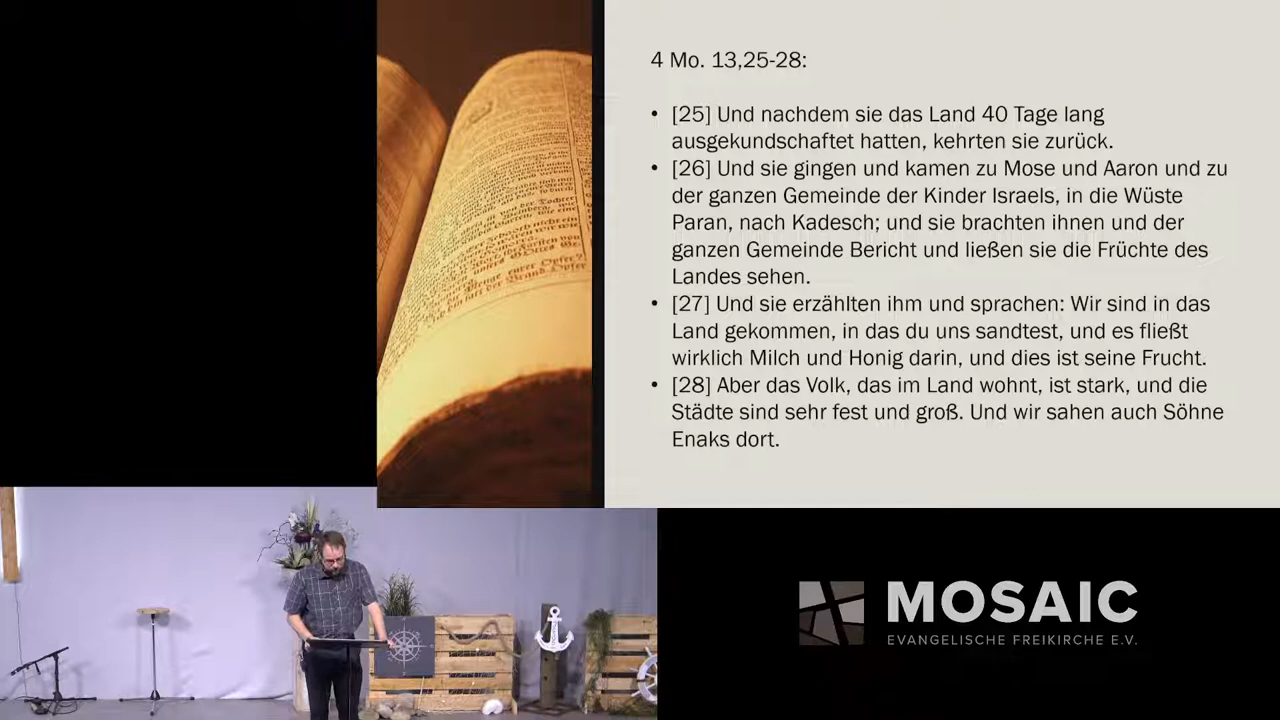 4 Mo. 13,25-28:
• [25] Und nachdem sie das Land 40 Tage lang
ausgekundschaftet hatten, kehrten sie zurück.
• [26] Und sie gingen und kamen zu Mose und Aaron und zu
der ganzen Gemeinde der Kinder Israels, in die Wüste
Paran, nach Kadesch; und sie brachten ihnen und der
ganzen Gemeinde Bericht und ließen sie die Früchte des
Landes sehen.
• [27] Und sie erzählten ihm und sprachen: Wir sind in das
Land gekommen, in das du uns sandtest, und es fließt
wirklich Milch und Honig darin, und dies ist seine Frucht.
• [28] Aber das Volk, das im Land wohnt, ist stark, und die
Städte sind sehr fest und groß. Und wir sahen auch Söhne
Enaks dort.
MOSAIC
EVANGELISCHE FREIKIRCHE E.V.